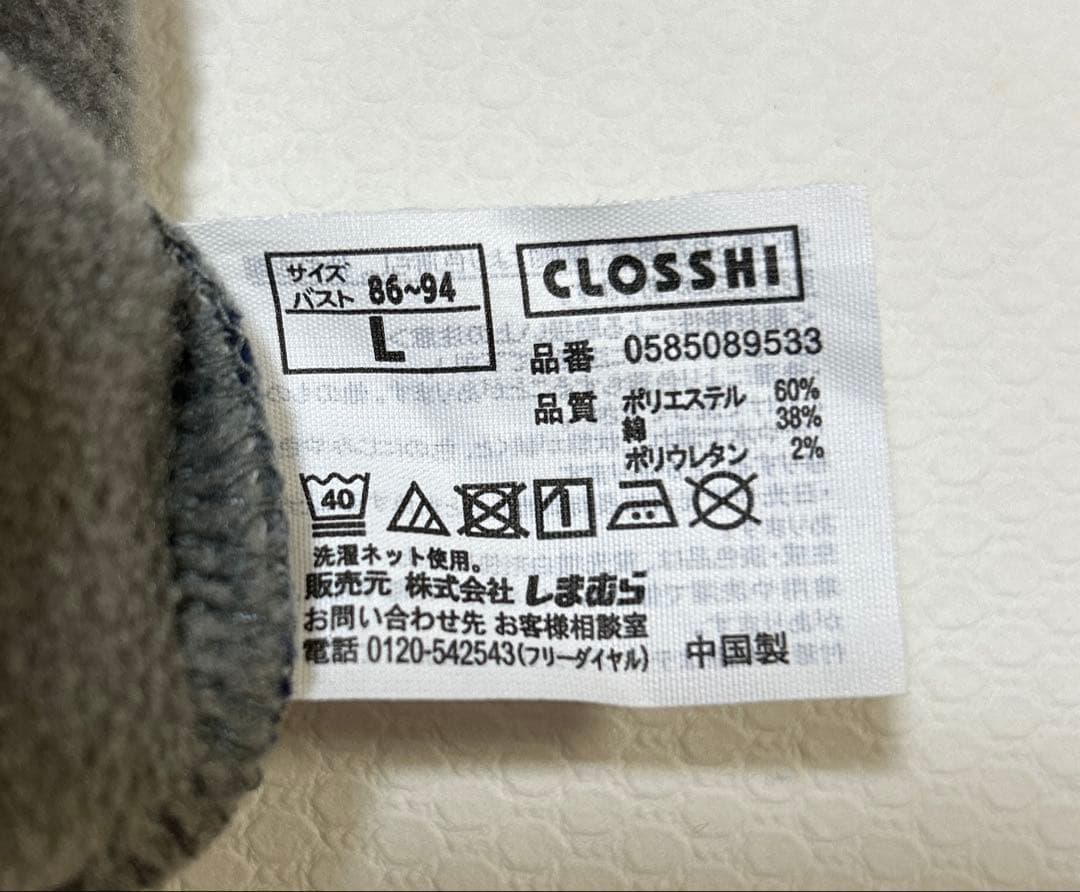 サイズ
バスト 86~94
L
CLOSSHI
品番 0585089533
品質 ポリエステル 60%
綿 38%
ポリウレタン 2%
40
洗濯ネット使用。
販売元 株式会社 しまむら
お問い合わせ先 お客様相談室
電話 0120-542543(フリーダイヤル)
中国製